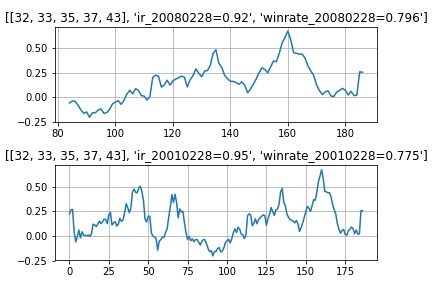 [[32, 33, 35, 37, 43], 'ir_20080228=0.92', 'winrate_20080228=0.796']
0.50
0.25
0.00
−0.25
80 100 120 140 160 180
[[32, 33, 35, 37, 43], 'ir_20010228=0.95', 'winrate_20010228=0.775']
0.50
0.25
0.00
−0.25
0 25 50 75 100 125 150 175